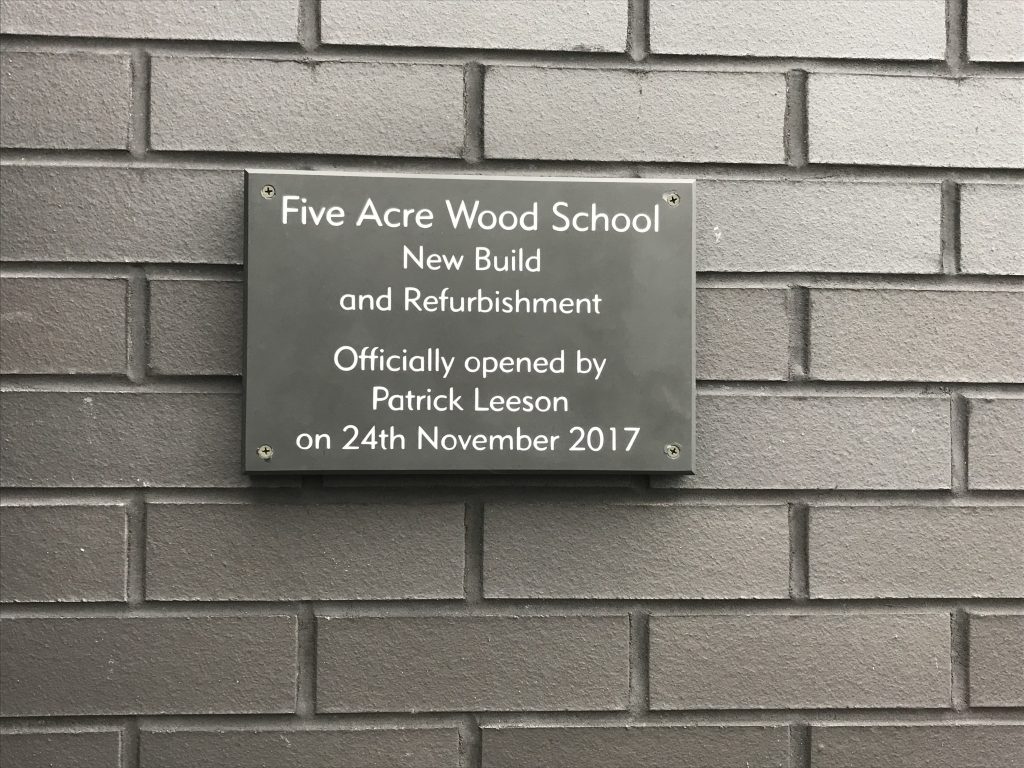 Five Acre Wood School
New Build
and Refurbishment
Officially opened by
Patrick Leeson
on 24th November 2017